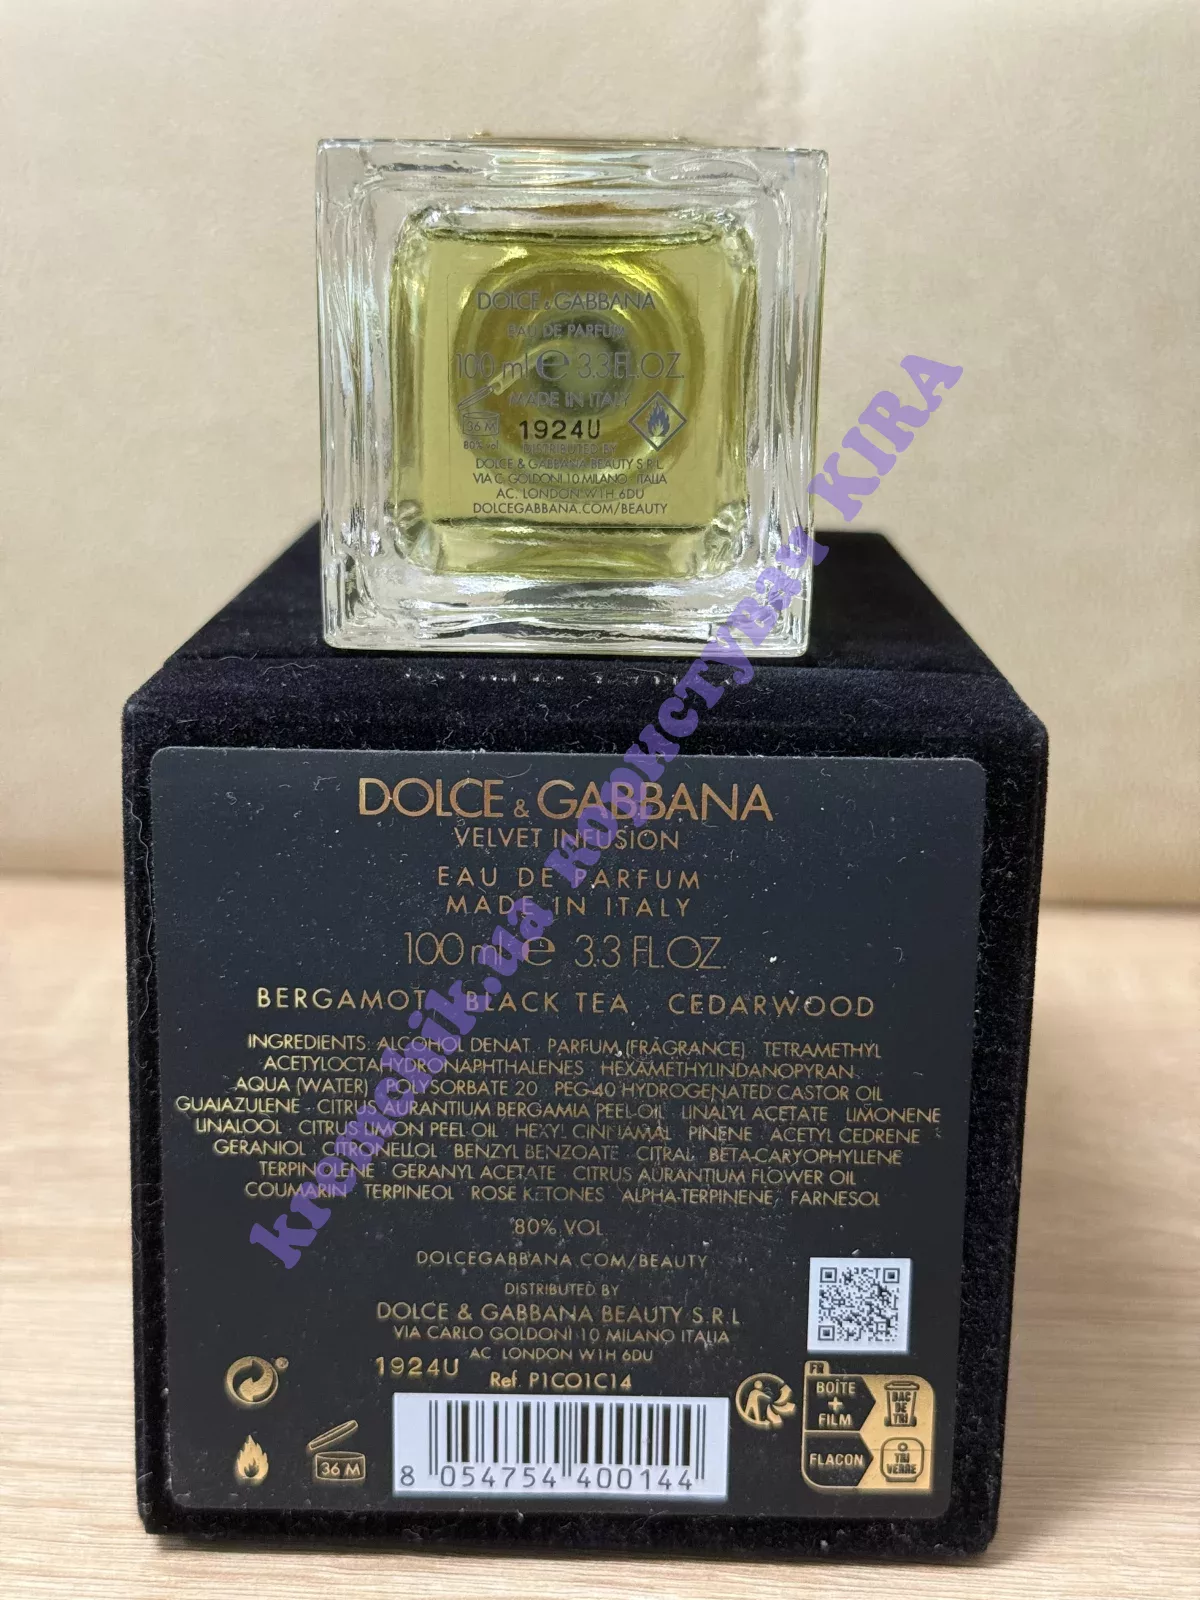 DOLCE & GABBANA
EAU DE PARFUM
100 ml e 3.3 FL.OZ.
MADE IN ITALY
36 M
1924U
80% vol
DISTRIBUTED BY
DOLCE & GABBANA BEAUTY S.R.L
VIA C. GOLDONI 10 MILANO ITALIA
AC. LONDON W1H 6DU
DOLCEGABBANA.COM/BEAUTY
kromohik.ua користувач KIRA
DOLCE & GABBANA
VELVET INFUSION
EAU DE PARFUM
MADE IN ITALY
100 ml e 3.3 FL.OZ.
BERGAMOT BLACK TEA CEDARWOOD
INGREDIENTS: ALCOHOL DENAT. · PARFUM (FRAGRANCE) · TETRAMETHYL
ACETYLOCTAHYDRONAPHTHALENES · HEXAMETHYLINDANOPYRAN
AQUA (WATER) · POLYSORBATE 20 · PEG-40 HYDROGENATED CASTOR OIL
GUAIAZULENE · CITRUS AURANTIUM BERGAMIA PEEL OIL · LINALYL ACETATE · LIMONENE
LINALOOL · CITRUS LIMON PEEL OIL · HEXYL CINNAMAL · PINENE · ACETYL CEDRENE
GERANIOL · CITRONELLOL · BENZYL BENZOATE · CITRAL · BETA-CARYOPHYLLENE
TERPINOLENE · GERANYL ACETATE · CITRUS AURANTIUM FLOWER OIL
COUMARIN · TERPINEOL · ROSE KETONES · ALPHA-TERPINENE · FARNESOL
80% VOL
DOLCEGABBANA.COM/BEAUTY
DISTRIBUTED BY
DOLCE & GABBANA BEAUTY S.R.L
VIA CARLO GOLDONI 10 MILANO ITALIA
AC. LONDON W1H 6DU
1924U
Ref. P1CO1C14
36 M
8 054754 400144
FR
BOÎTE
+
FILM
BAC
DE
TRI
FLACON
TRI
VERRE